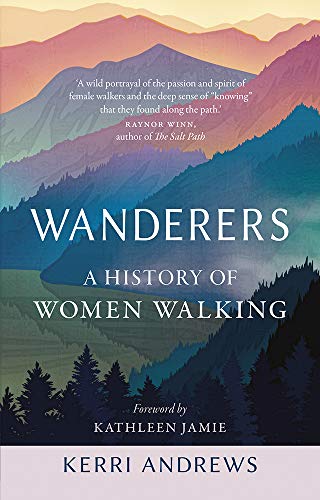 ‘A wild portrayal of the passion and spirit of
female walkers and the deep sense of “knowing”
that they found along the path.’
RAYNOR WINN,
author of The Salt Path
WANDERERS
A HISTORY OF
WOMEN WALKING
Foreword by
KATHLEEN JAMIE
KERRI ANDREWS